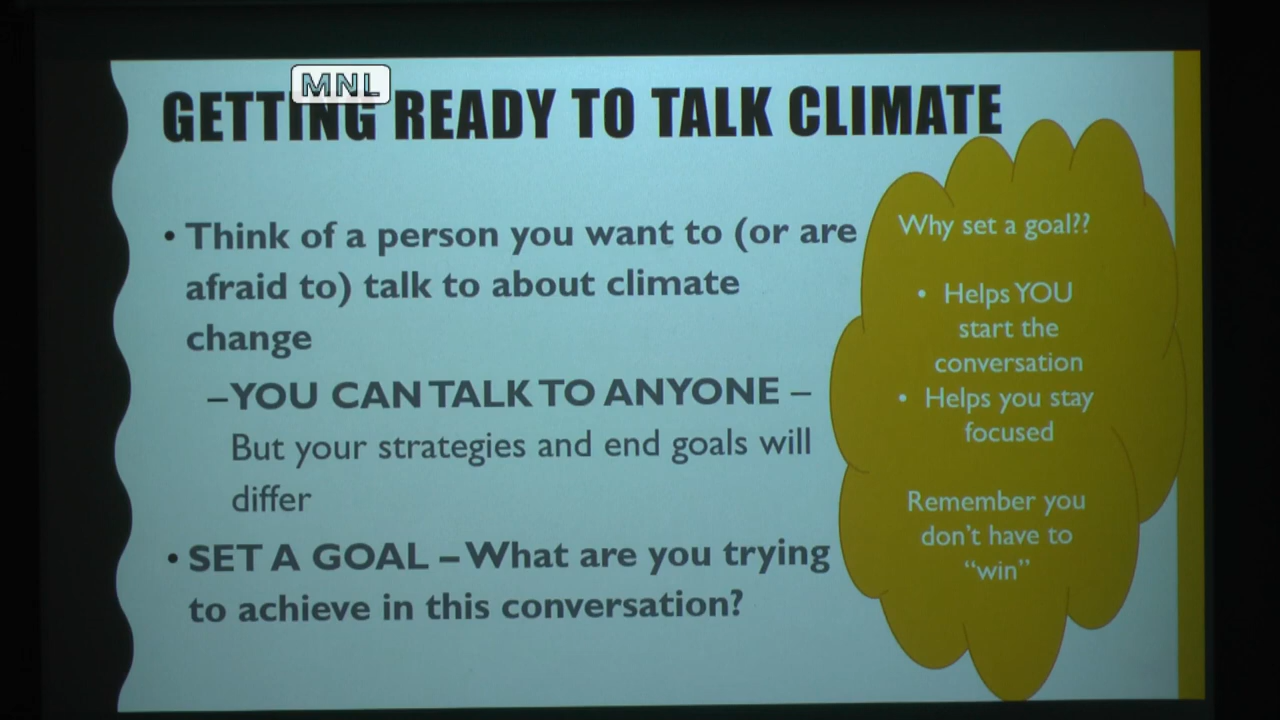 MNL
GETTING READY TO TALK CLIMATE
• Think of a person you want to (or are
afraid to) talk to about climate
change
–YOU CAN TALK TO ANYONE –
But your strategies and end goals will
differ
• SET A GOAL – What are you trying
to achieve in this conversation?
Why set a goal??
• Helps YOU
start the
conversation
• Helps you stay
focused
Remember you
don't have to
“win”